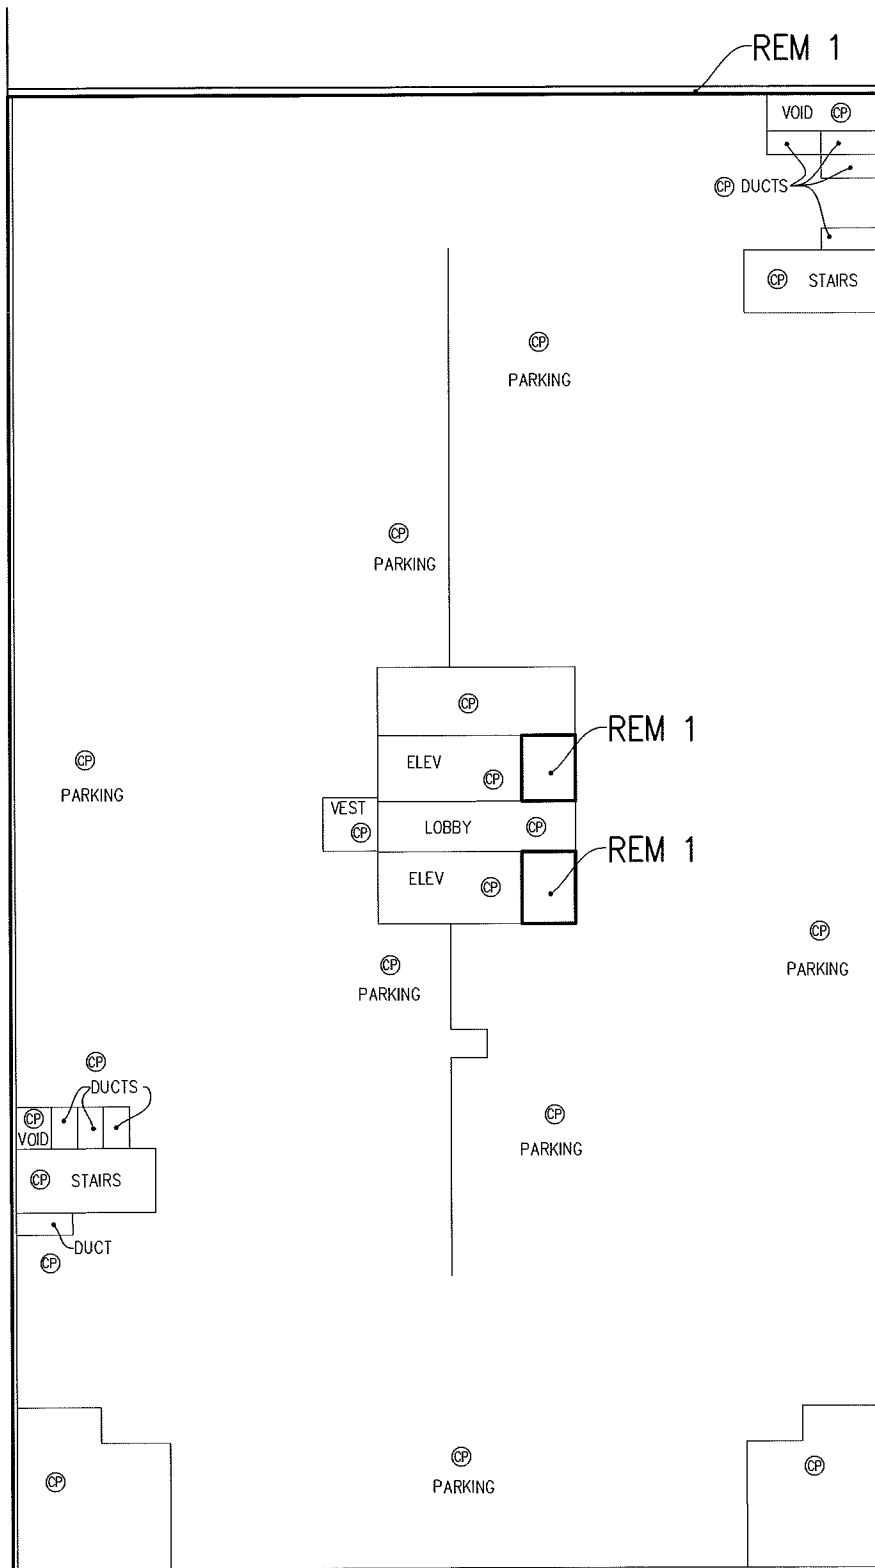 REM 1
VOID CP
CP DUCTS
CP STAIRS
CP
PARKING
CP
PARKING
CP
REM 1
ELEV CP
CP
PARKING
VEST
CP
LOBBY CP
REM 1
ELEV CP
CP
PARKING
CP
PARKING
CP
DUCTS
CP
VOID
CP
PARKING
CP STAIRS
DUCT
CP
CP
PARKING
CP
CP